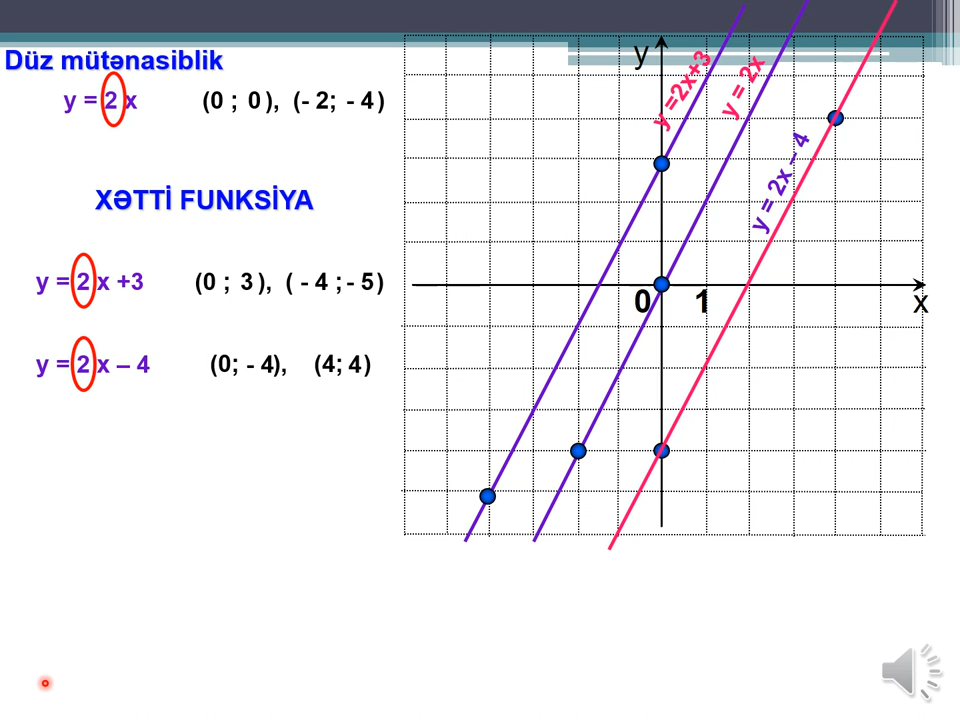 Düz mütənasiblik
y = 2 x (0 ; 0 ), (- 2; - 4 )
XƏTTİ FUNKSİYA
y = 2 x +3 (0 ; 3 ), ( - 4 ; - 5 )
y = 2 x – 4 (0; - 4), (4; 4 )
y
y =2x+3
y = 2x
y = 2x – 4
0 1
x